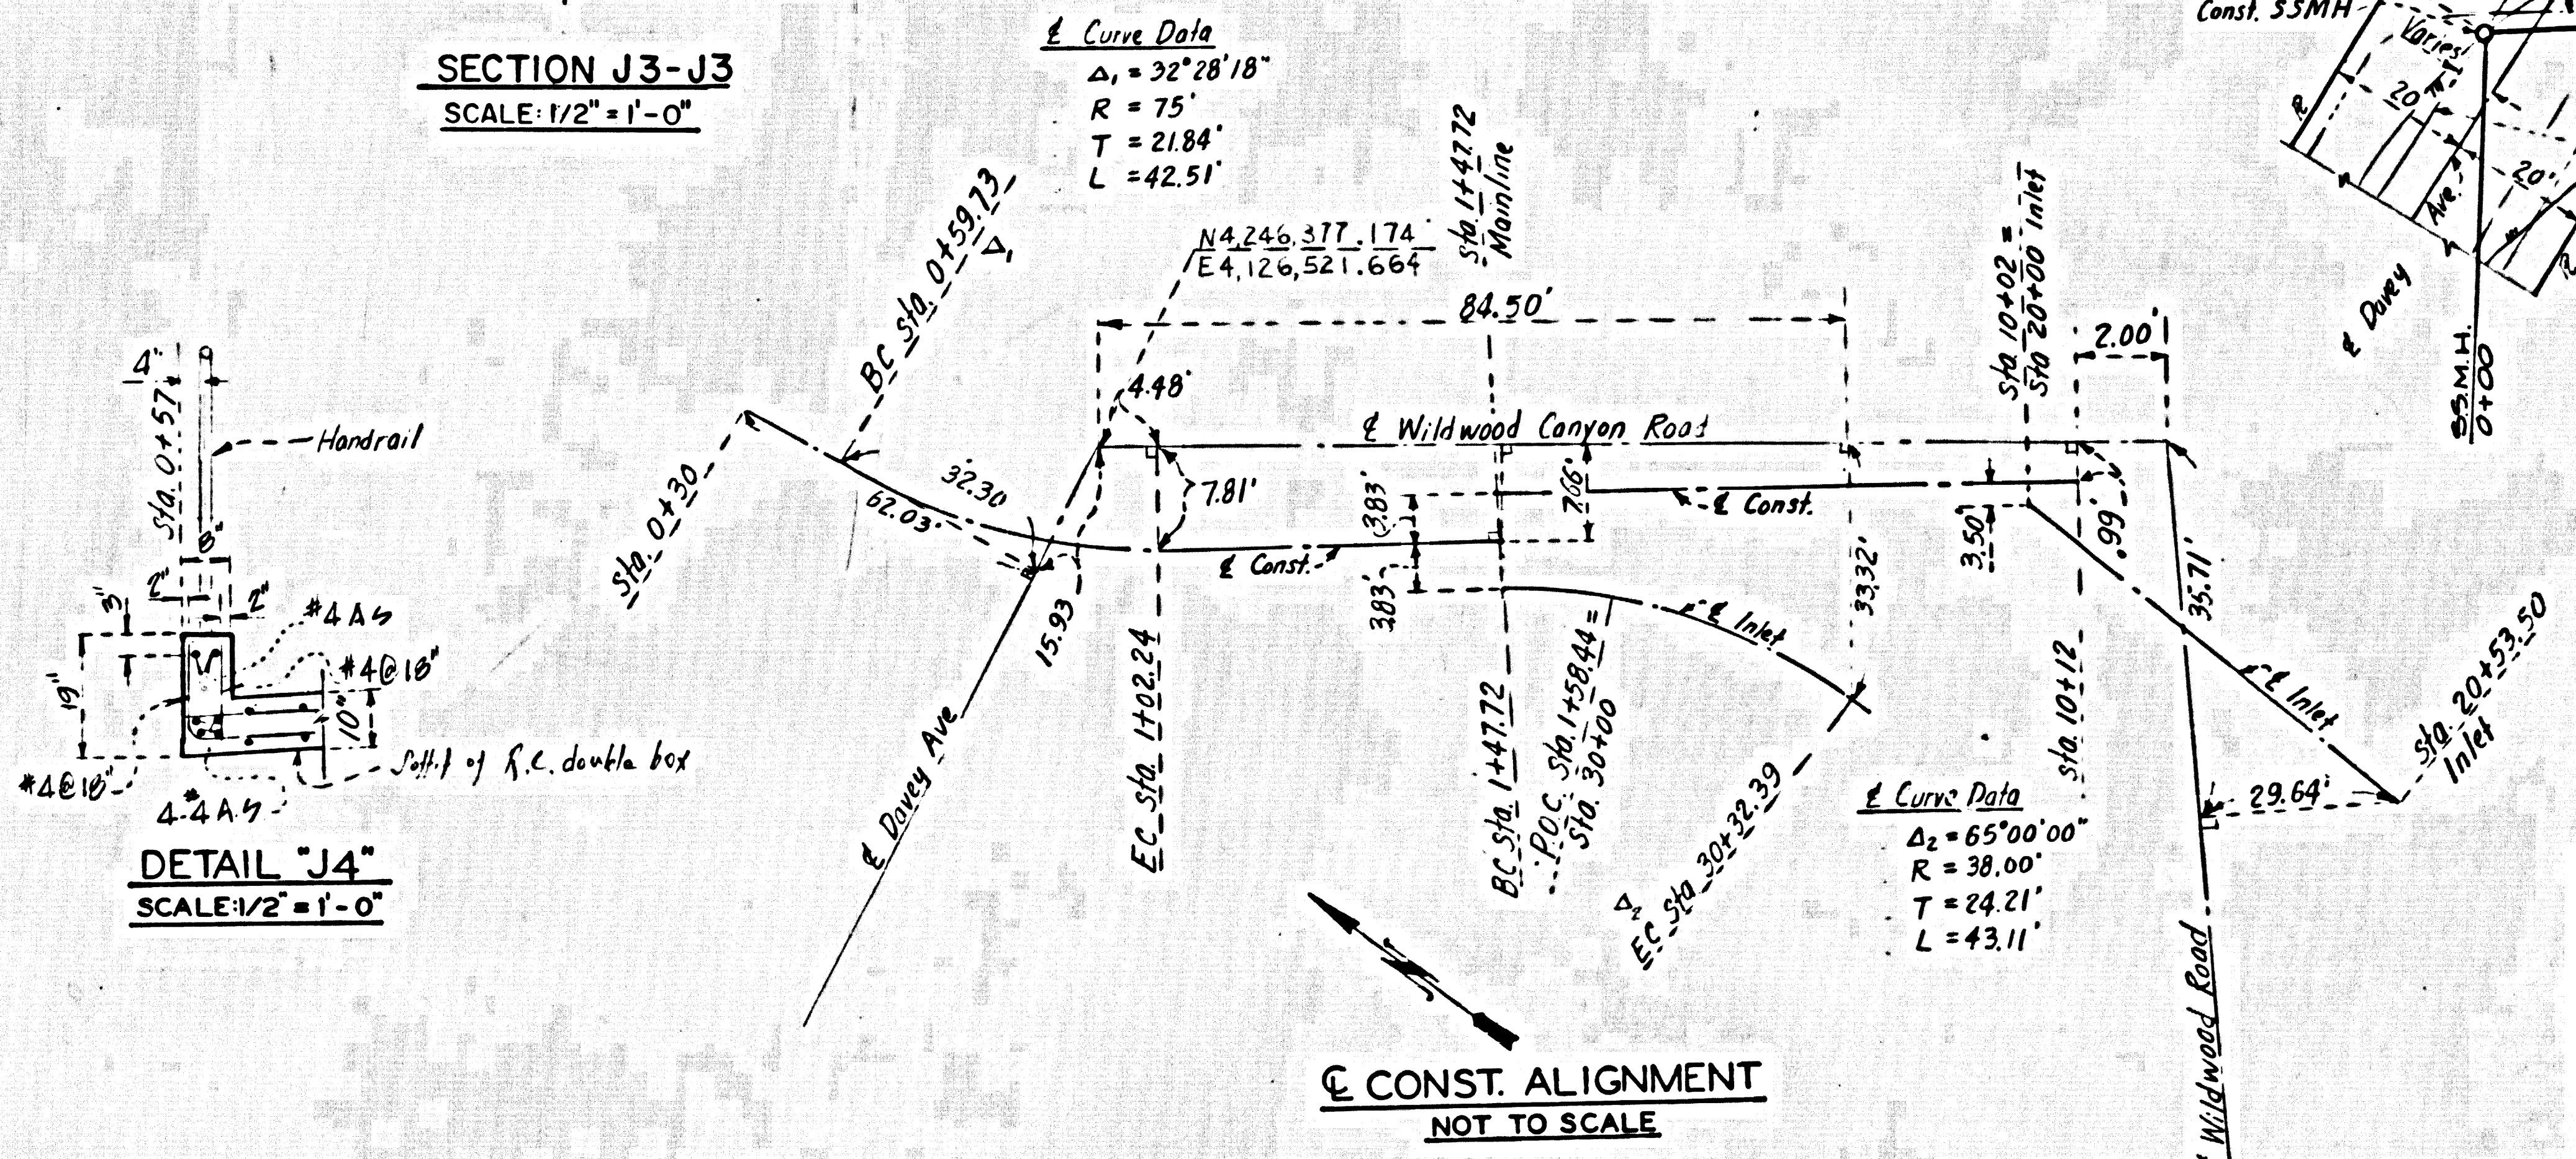 SECTION J3-J3
SCALE: 1/2" = 1'-0"
℄ Curve Data
Δ₁ = 32°28'18"
R = 75'
T = 21.84'
L = 42.51'
Const. SSMH
Varies
20'
20'
Ave.
℄ Davey
S.S.M.H.
0+00
BC Sta. 0+59.73
Δ₁
N4,246,377.174
E4,126,521.664
Sta. 1+47.72
Mainline
Sta. 10+02 =
Sta 20+00 Inlet
84.50'
2.00'
4.48'
℄ Wildwood Canyon Road
Sta. 0+30
32.30'
62.03'
7.81'
15.93
℄ Const.
(3.83'
3.83'
7.66'
℄ Const.
33.32'
3.50'
.99'
35.71'
℄ Inlet
℄ Inlet
Sta. 20+53.50
Inlet
29.64'
℄ Davey Ave
EC Sta. 1+02.24
BC Sta. 1+47.72
P.O.C. Sta. 1+58.44 =
Sta. 30+00
Δ₂
EC Sta 30+32.39
Sta. 10+12
℄ Curve Data
Δ₂ = 65°00'00"
R = 38.00'
T = 24.21'
L = 43.11'
Wildwood Road
4"
Sta. 0+57
Handrail
8"
2"
2"
3"
#4 A5
#4@18"
19"
10"
#4@18"
4-#4 A.5
Soffit of R.C. double box
DETAIL "J4"
SCALE: 1/2" = 1'-0"
℄ CONST. ALIGNMENT
NOT TO SCALE